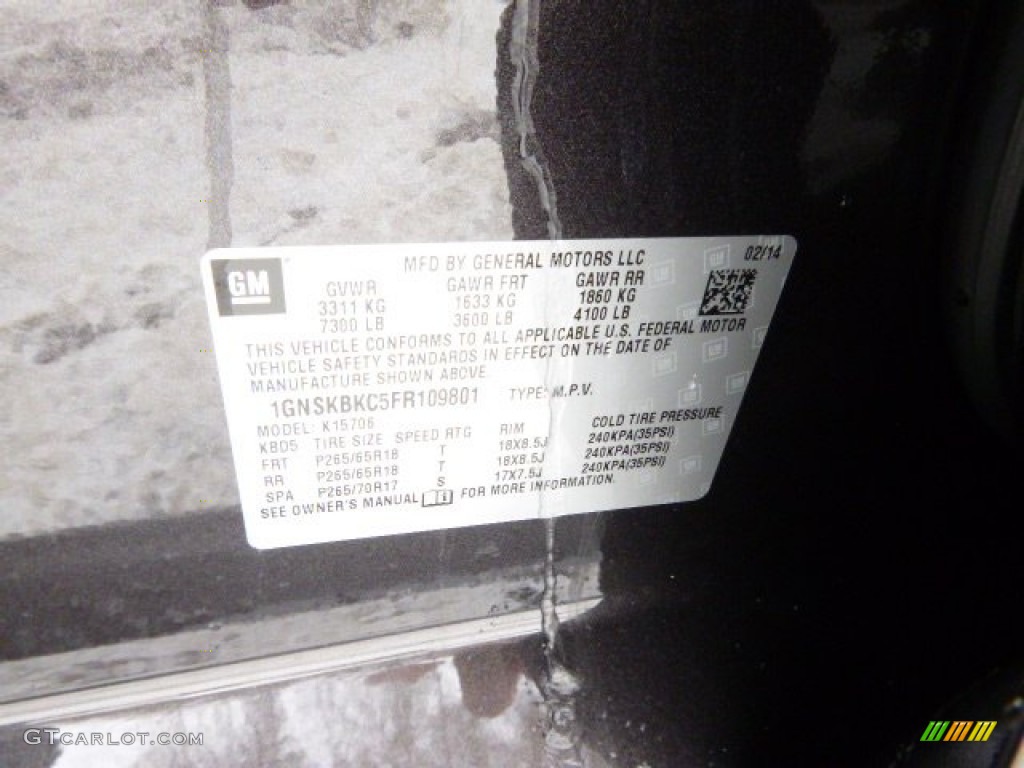 GM
MFD BY GENERAL MOTORS LLC 02/14
GVWR GAWR FRT GAWR RR
3311 KG 1633 KG 1860 KG
7300 LB 3600 LB 4100 LB
THIS VEHICLE CONFORMS TO ALL APPLICABLE U.S. FEDERAL MOTOR
VEHICLE SAFETY STANDARDS IN EFFECT ON THE DATE OF
MANUFACTURE SHOWN ABOVE.
1GNSKBKC5FR109801 TYPE: M.P.V.
MODEL: K15706
KBD5 TIRE SIZE SPEED RTG RIM COLD TIRE PRESSURE
FRT P265/65R18 T 18X8.5J 240KPA(35PSI)
RR P265/65R18 T 18X8.5J 240KPA(35PSI)
SPA P265/70R17 S 17X7.5J 240KPA(35PSI)
SEE OWNER'S MANUAL FOR MORE INFORMATION.
GTCARLOT.COM